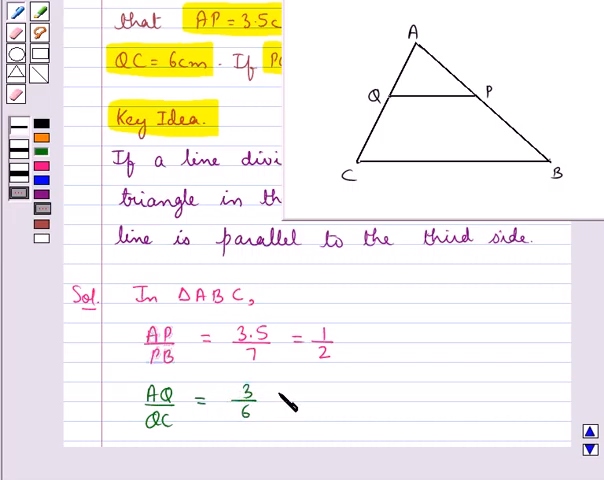 that AP = 3.5c
QC = 6cm. If
Key Idea.
If a line divi
triangle in th
line is parallel to the third side.
Sol. In ΔABC,
AP/PB = 3.5/7 = 1/2
AQ/QC = 3/6
A
Q P
C B